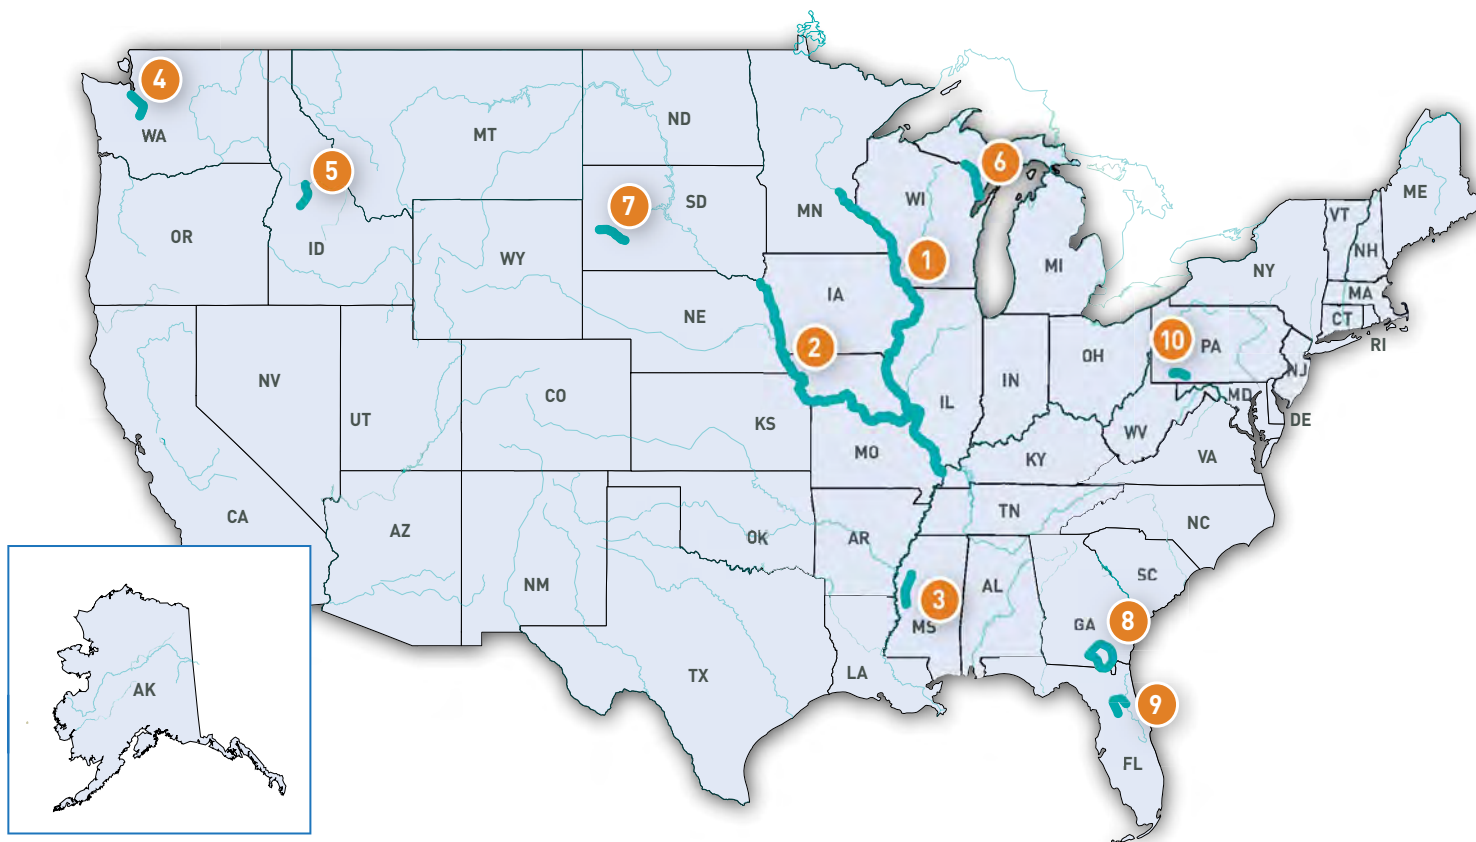 4
WA
MT
ND
ME
5
6
7
SD
MN
WI
VT
NH
OR
ID
WY
1
MI
NY
IA
MA
NE
2
CT
RI
10
PA
OH
NV
CO
IN
NJ
UT
KS
IL
MD
DE
MO
WV
KY
VA
CA
AZ
OK
AR
TN
NC
NM
AL
SC
3
MS
GA
8
TX
LA
9
AK
FL